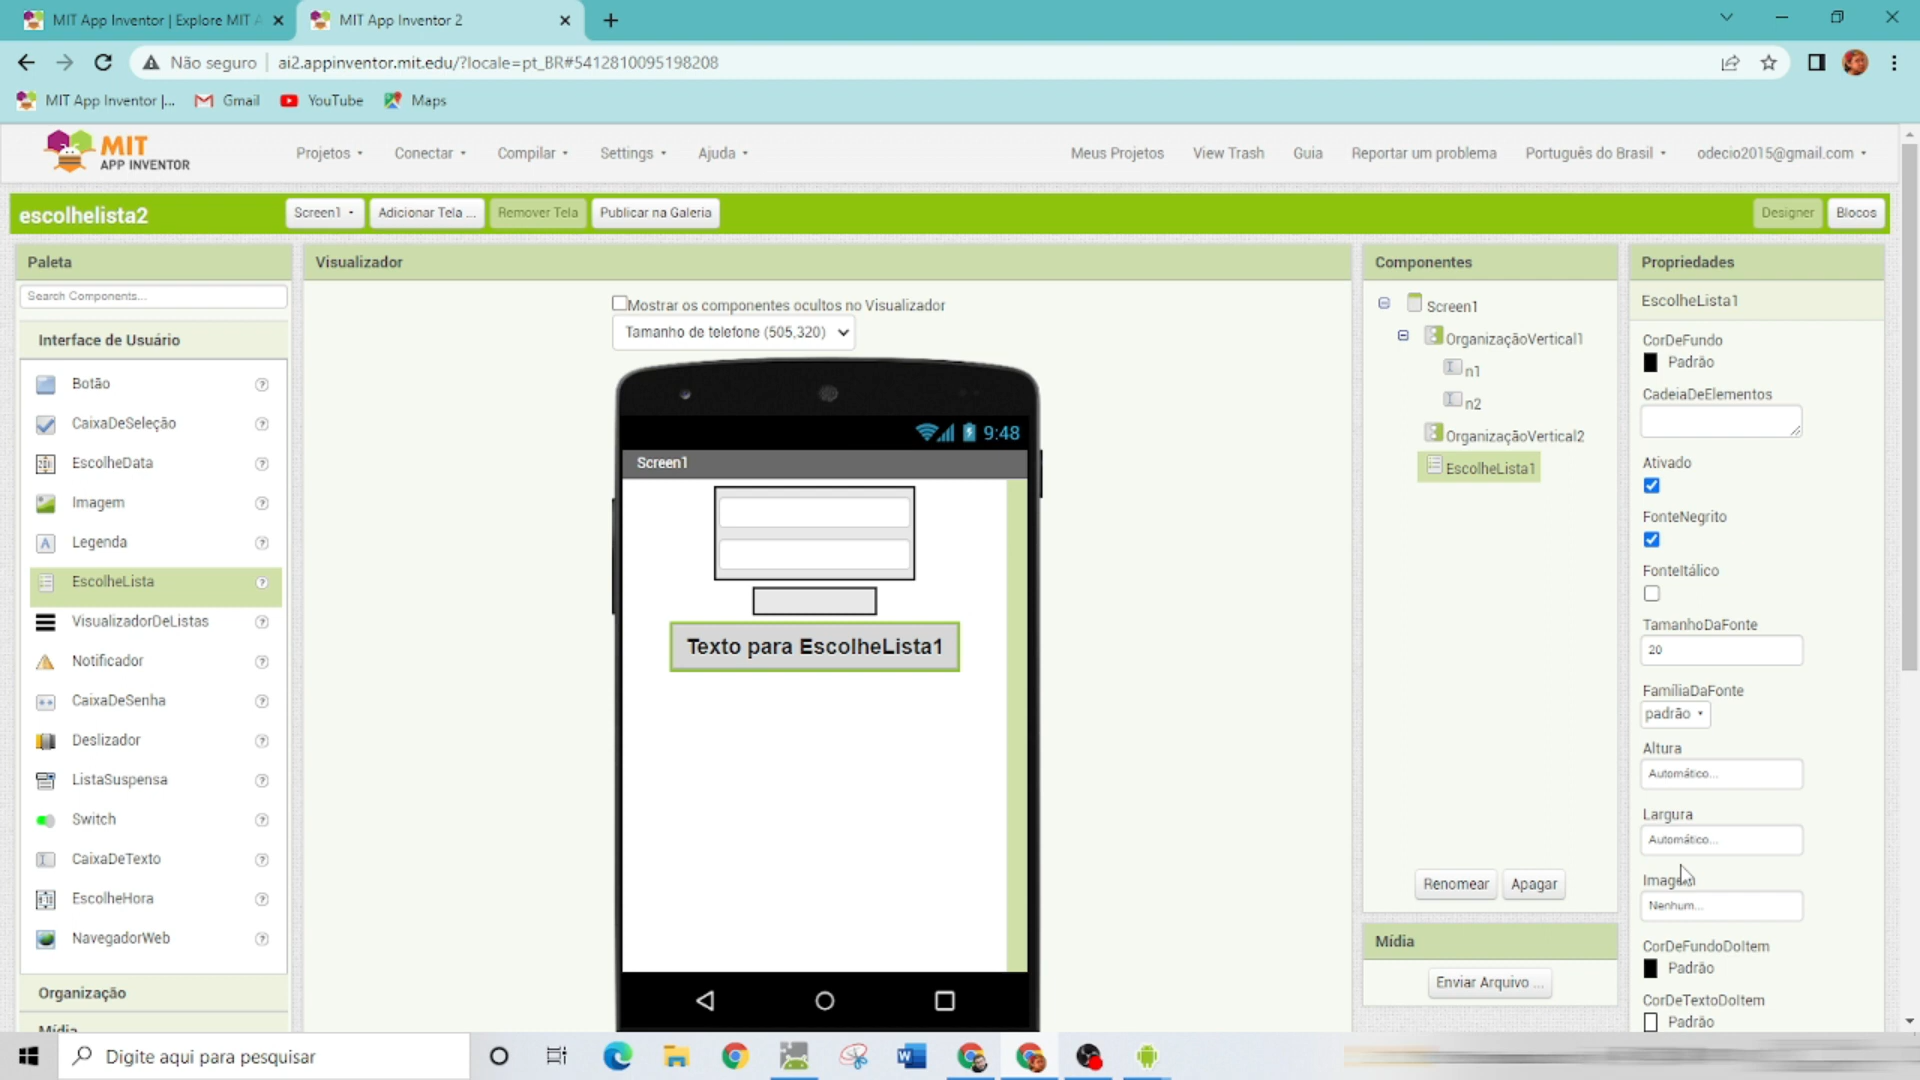 MIT App Inventor | Explore MIT A
MIT App Inventor 2
Não seguro
ai2.appinventor.mit.edu/?locale=pt_BR#5412810095198208
MIT App Inventor |...
Gmail
YouTube
Maps
MIT
APP INVENTOR
Projetos
Conectar
Compilar
Settings
Ajuda
Meus Projetos
View Trash
Guia
Reportar um problema
Português do Brasil
odecio2015@gmail.com
escolhelista2
Screen1
Adicionar Tela ...
Remover Tela
Publicar na Galeria
Designer
Blocos
Paleta
Search Components...
Interface de Usuário
Botão
CaixaDeSeleção
EscolheData
Imagem
Legenda
EscolheLista
VisualizadorDeListas
Notificador
CaixaDeSenha
Deslizador
ListaSuspensa
Switch
CaixaDeTexto
EscolheHora
NavegadorWeb
Organização
Mídia
Visualizador
Mostrar os componentes ocultos no Visualizador
Tamanho de telefone (505,320)
9:48
Screen1
Texto para EscolheLista1
Componentes
Screen1
OrganizaçãoVertical1
n1
n2
OrganizaçãoVertical2
EscolheLista1
Renomear
Apagar
Mídia
Enviar Arquivo ...
Propriedades
EscolheLista1
CorDeFundo
Padrão
CadeiaDeElementos
Ativado
FonteNegrito
FonteItálico
TamanhoDaFonte
20
FamíliaDaFonte
padrão
Altura
Automático...
Largura
Automático...
Imagem
Nenhum...
CorDeFundoDoItem
Padrão
CorDeTextoDoItem
Padrão
Digite aqui para pesquisar